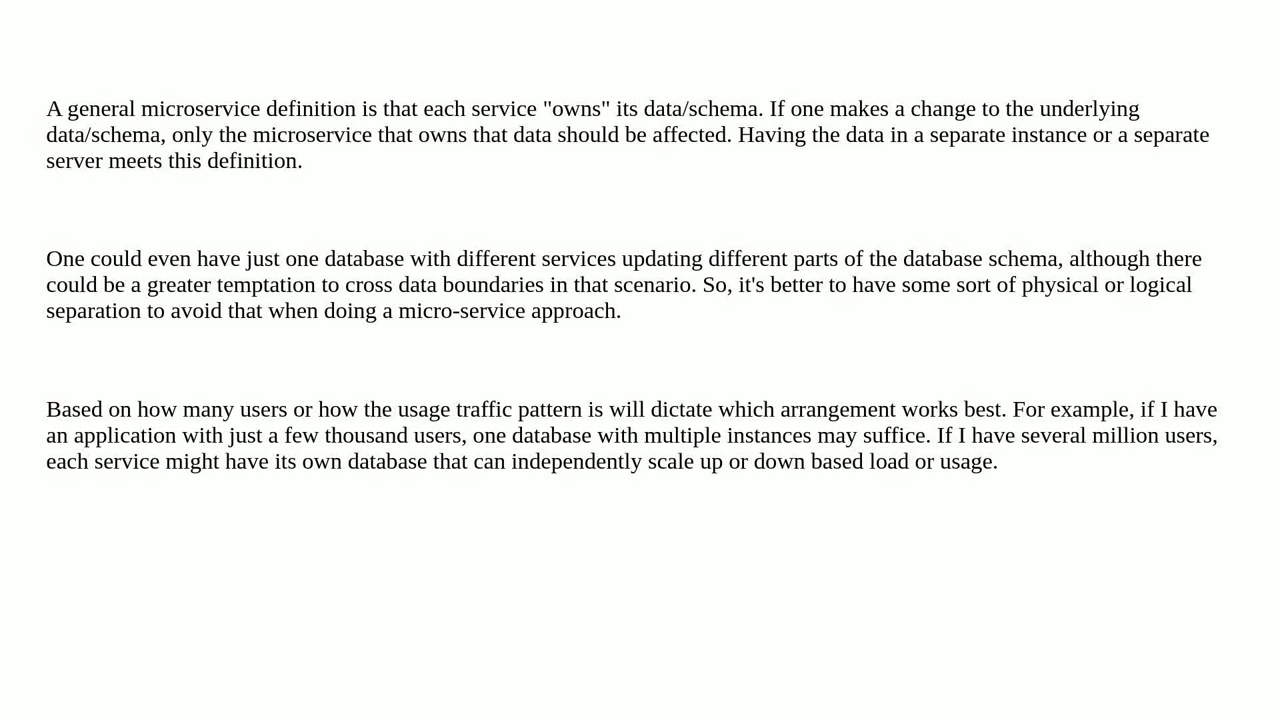 A general microservice definition is that each service "owns" its data/schema. If one makes a change to the underlying
data/schema, only the microservice that owns that data should be affected. Having the data in a separate instance or a separate
server meets this definition.
One could even have just one database with different services updating different parts of the database schema, although there
could be a greater temptation to cross data boundaries in that scenario. So, it's better to have some sort of physical or logical
separation to avoid that when doing a micro-service approach.
Based on how many users or how the usage traffic pattern is will dictate which arrangement works best. For example, if I have
an application with just a few thousand users, one database with multiple instances may suffice. If I have several million users,
each service might have its own database that can independently scale up or down based load or usage.